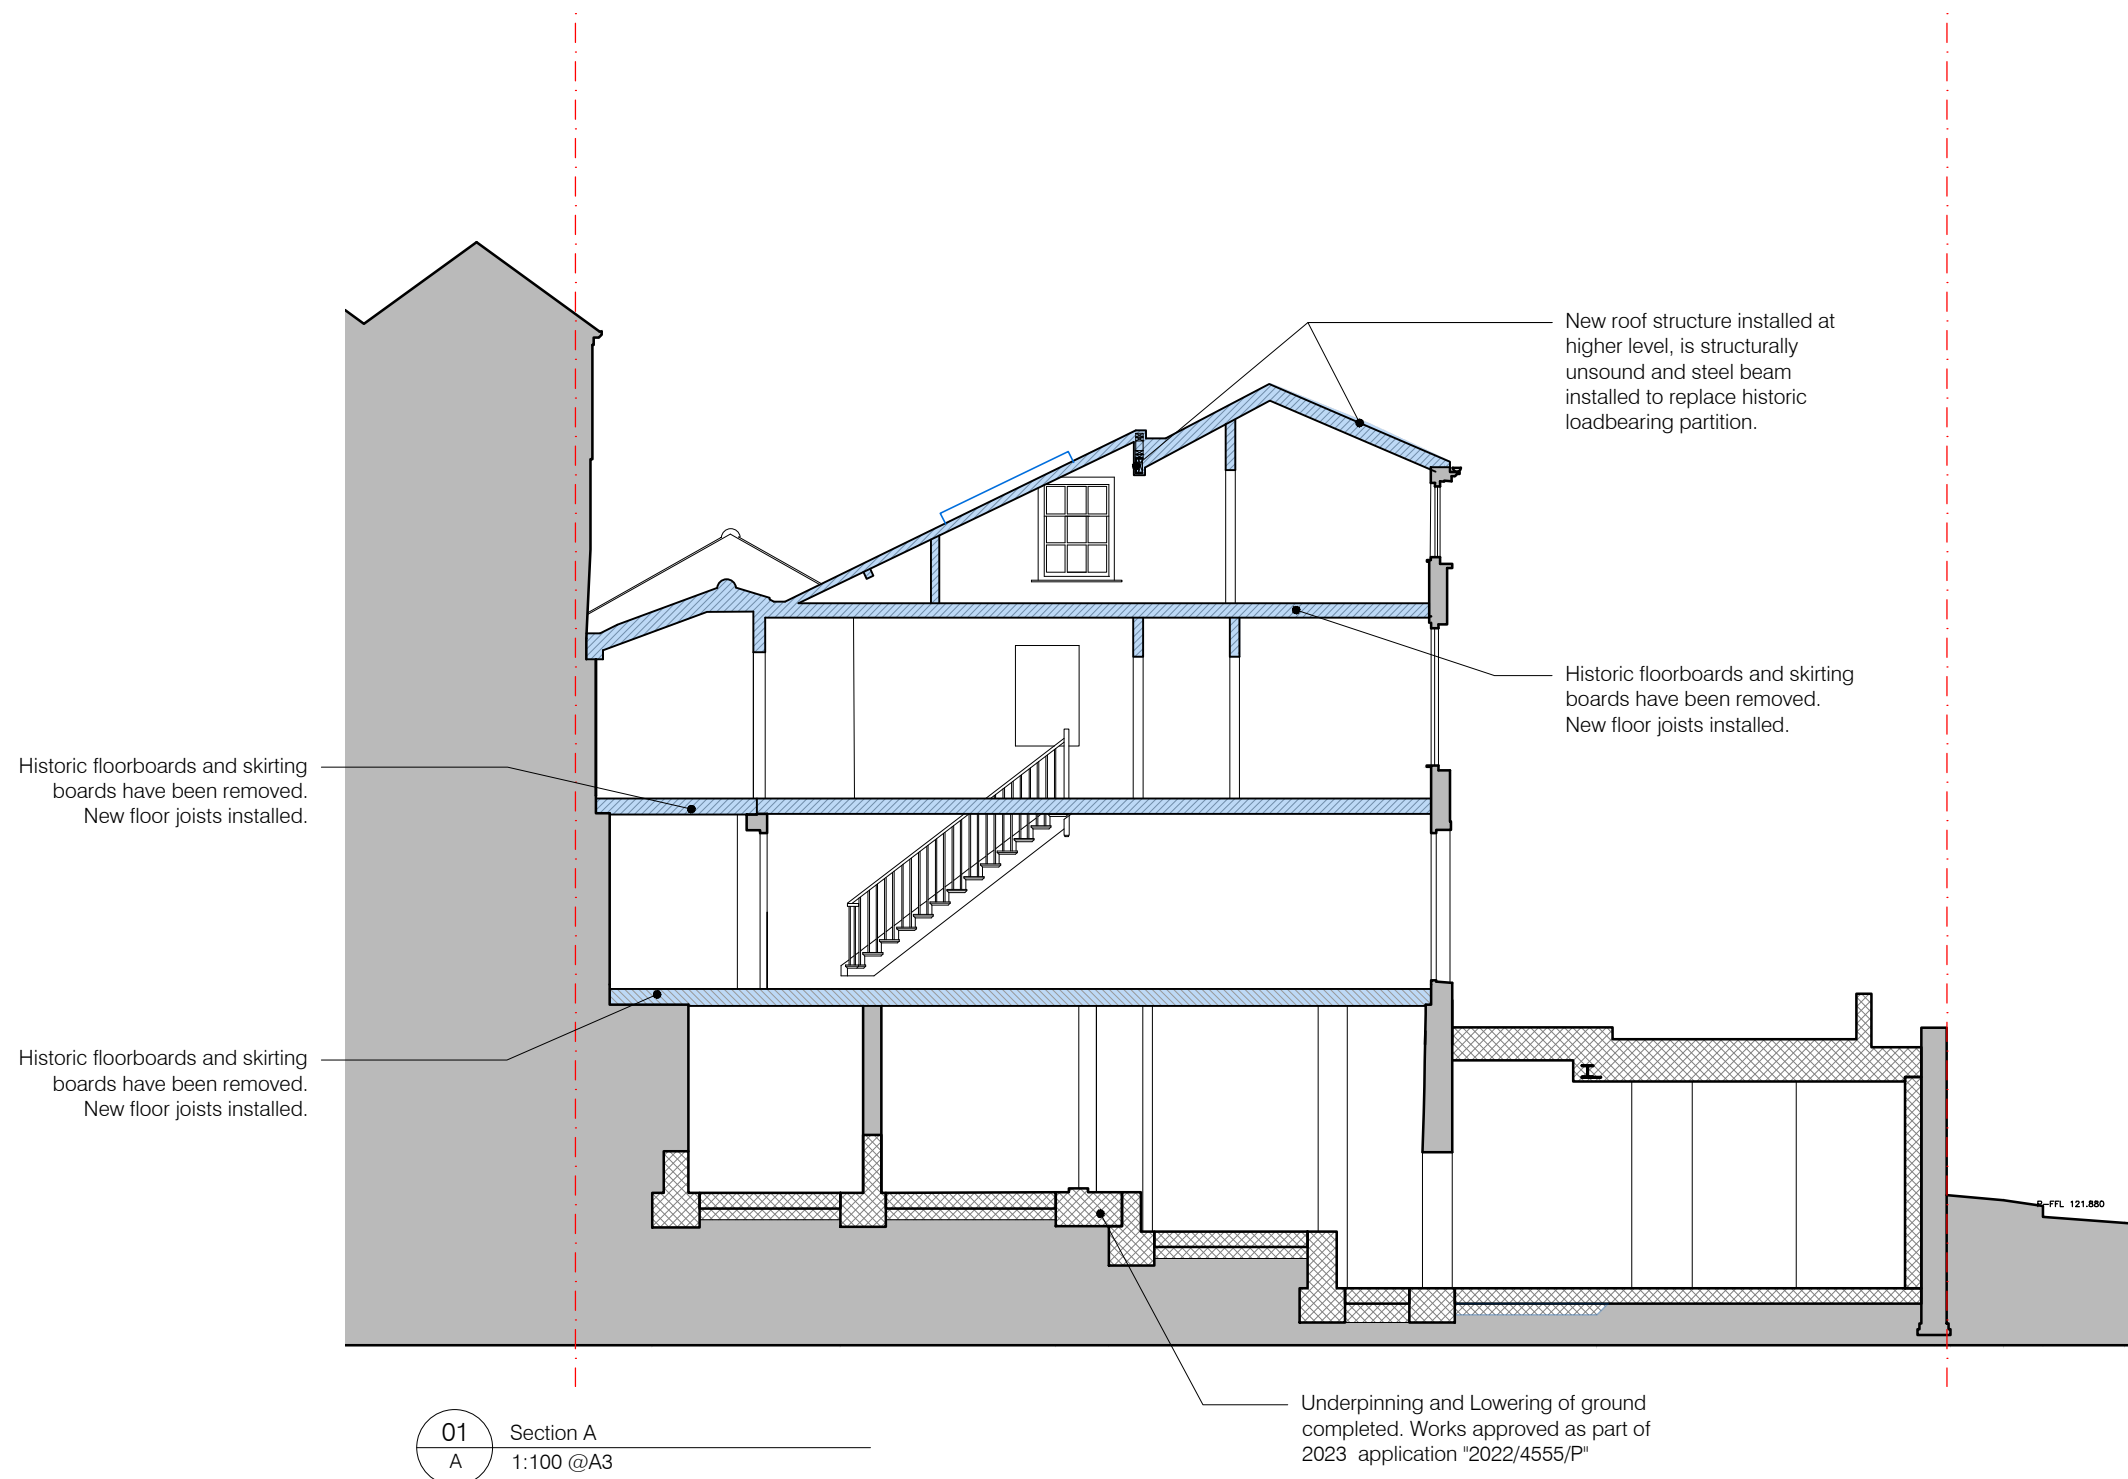 New roof structure installed at
higher level, is structurally
unsound and steel beam
installed to replace historic
loadbearing partition.
Historic floorboards and skirting
boards have been removed.
New floor joists installed.
Historic floorboards and skirting
boards have been removed.
New floor joists installed.
Historic floorboards and skirting
boards have been removed.
New floor joists installed.
FFL 121.880
Underpinning and Lowering of ground
completed. Works approved as part of
2023 application "2022/4555/P"
01
A
Section A
1:100 @A3